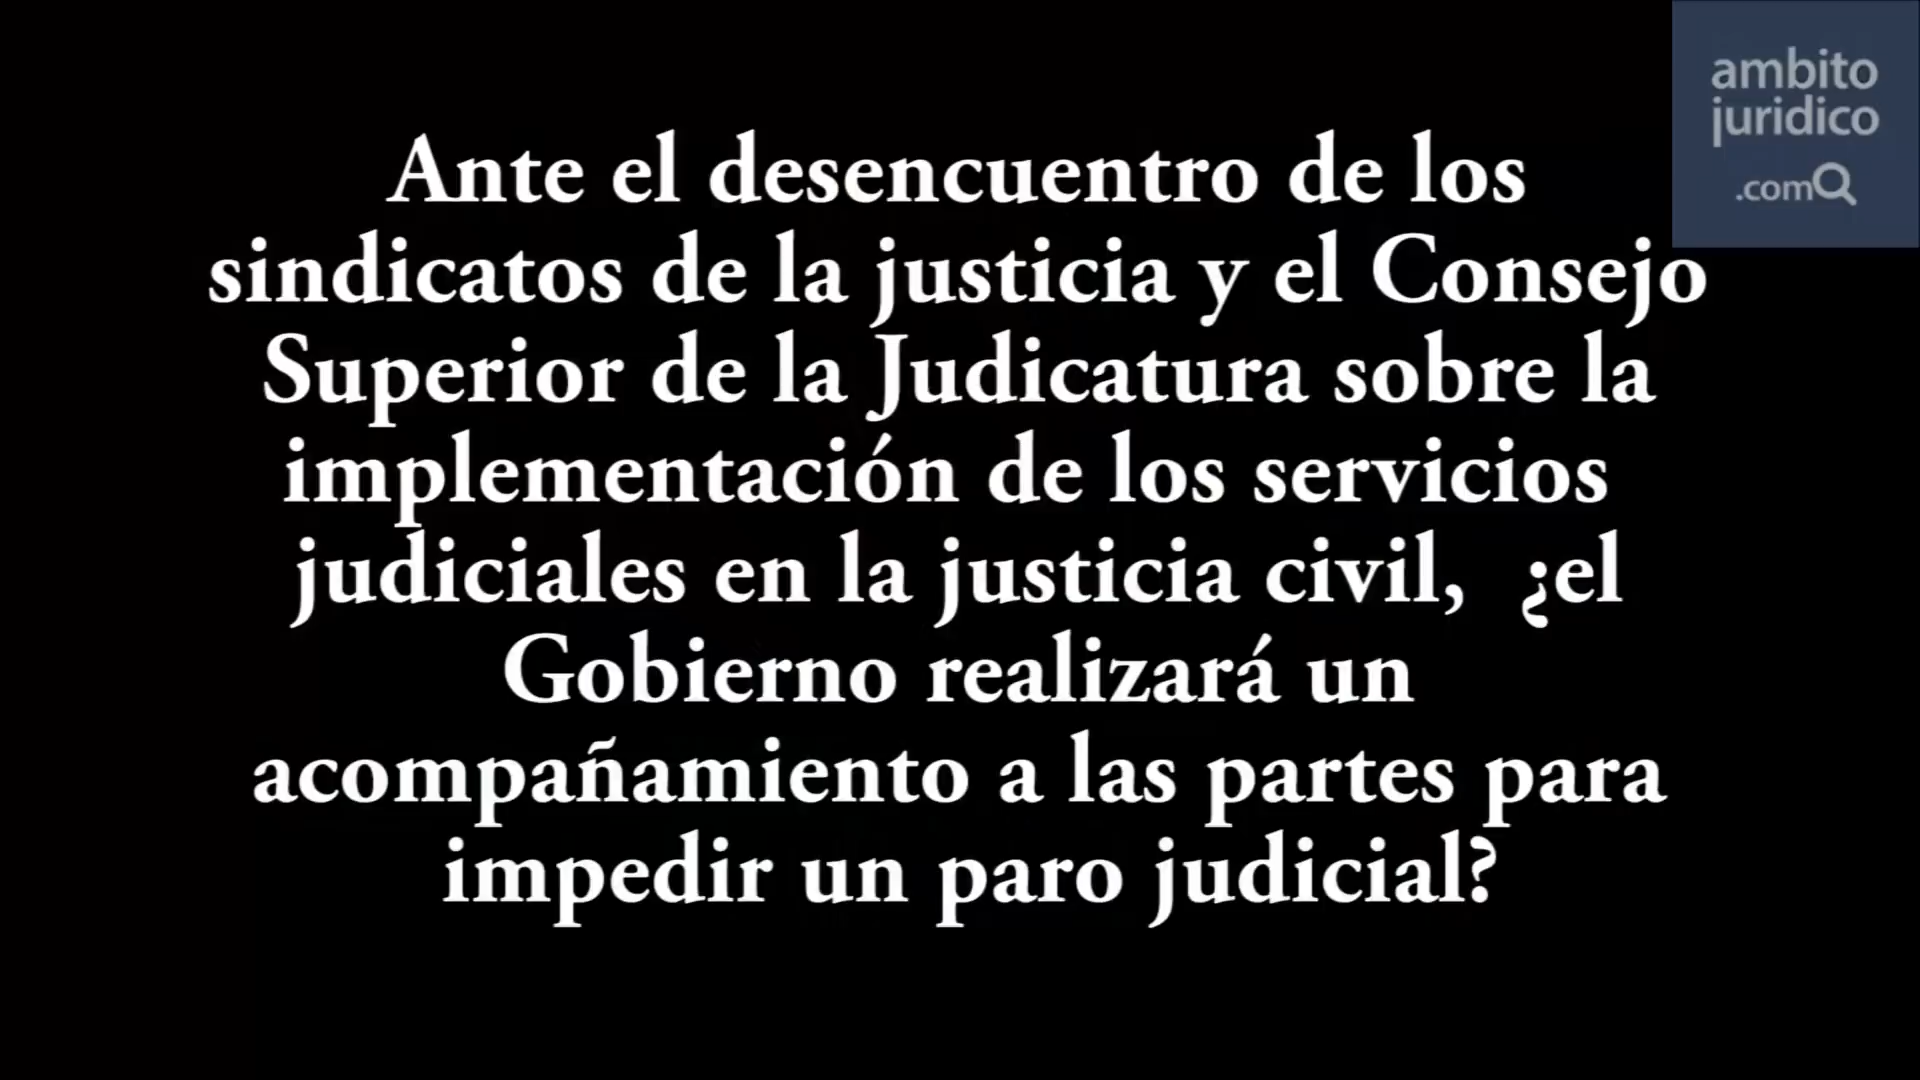 ambito
juridico
.com
Ante el desencuentro de los
sindicatos de la justicia y el Consejo
Superior de la Judicatura sobre la
implementación de los servicios
judiciales en la justicia civil, ¿el
Gobierno realizará un
acompañamiento a las partes para
impedir un paro judicial?